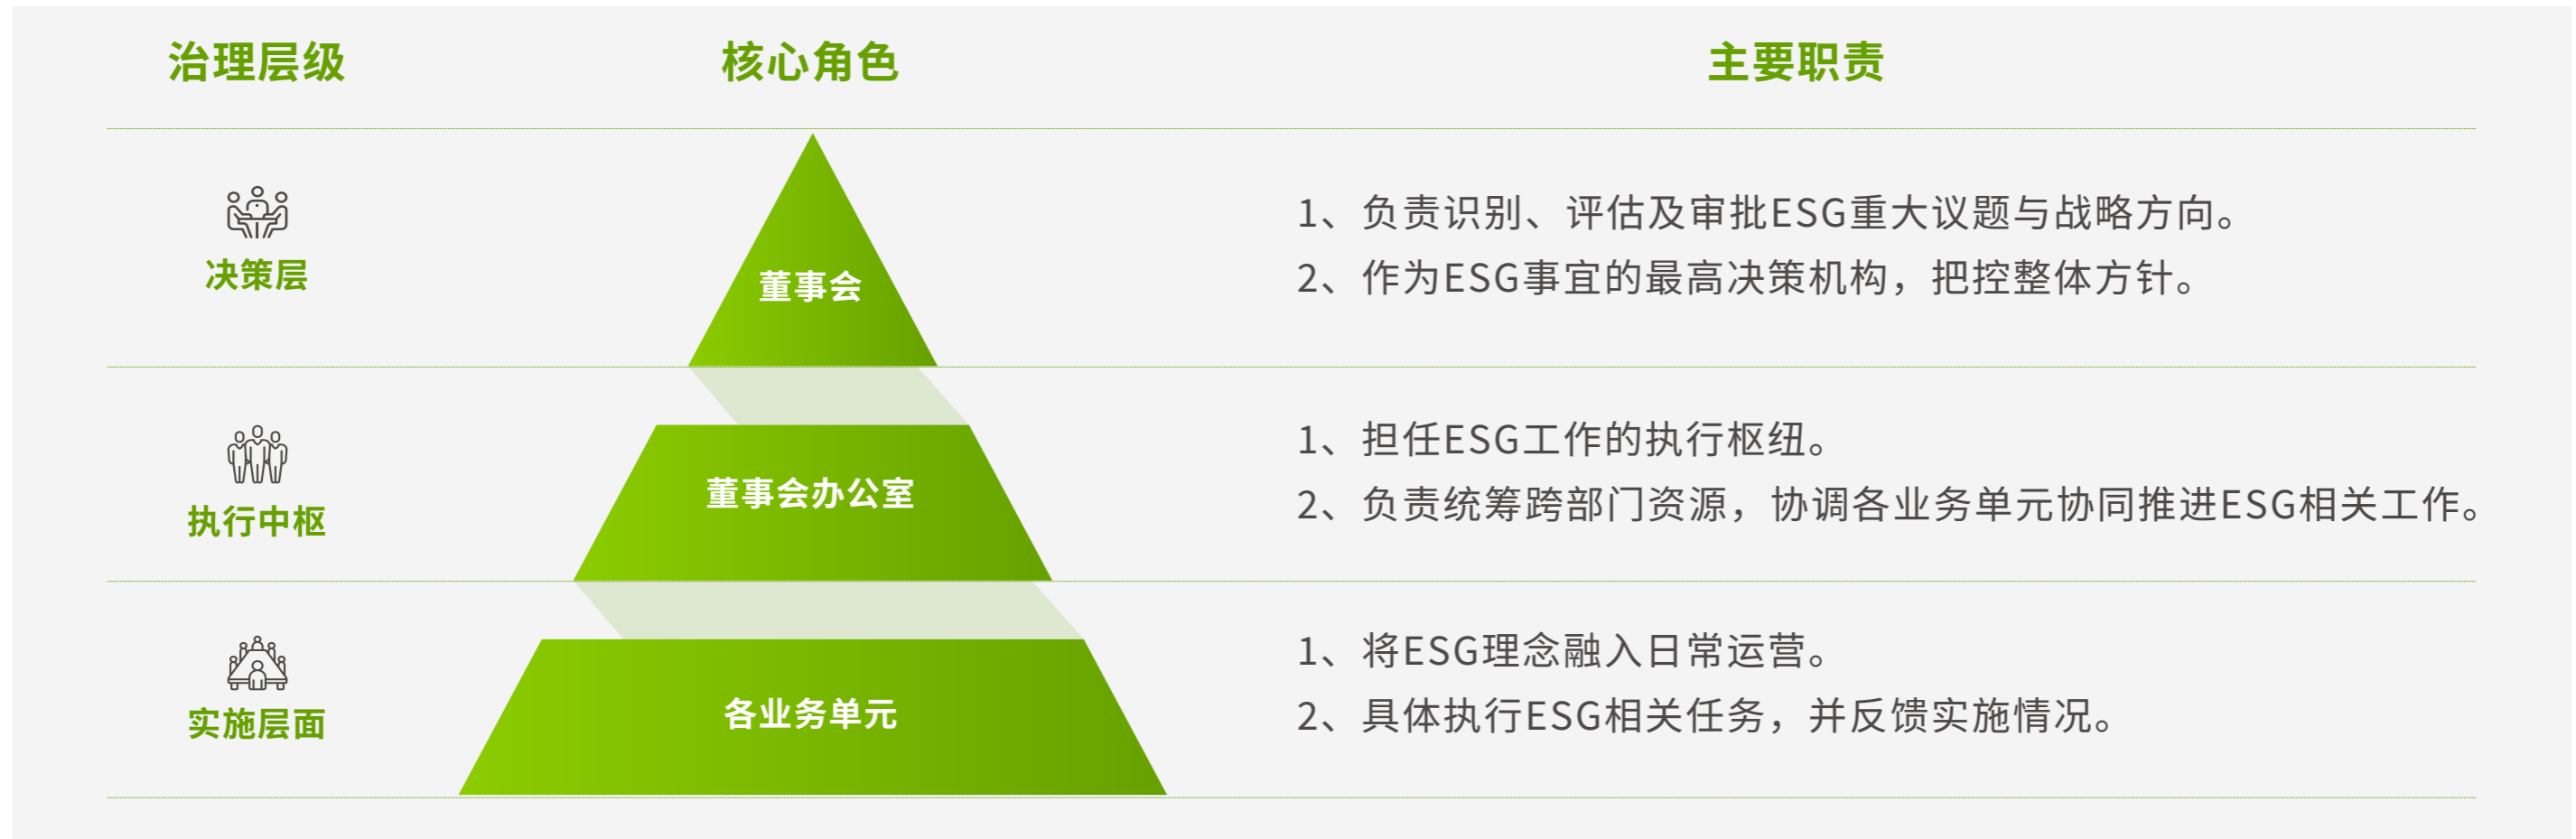 治理层级
核心角色
主要职责
决策层
董事会
1、负责识别、评估及审批ESG重大议题与战略方向。
2、作为ESG事宜的最高决策机构，把控整体方针。
执行中枢
董事会办公室
1、担任ESG工作的执行枢纽。
2、负责统筹跨部门资源，协调各业务单元协同推进ESG相关工作。
实施层面
各业务单元
1、将ESG理念融入日常运营。
2、具体执行ESG相关任务，并反馈实施情况。